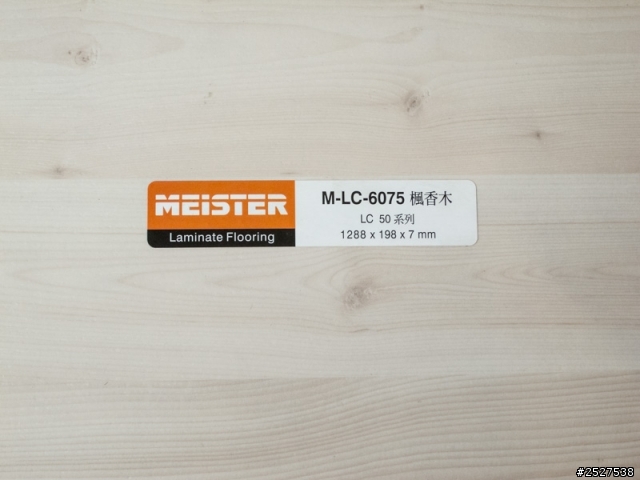 MEISTER
Laminate Flooring
M-LC-6075 楓香木
LC 50 系列
1288 x 198 x 7 mm
#2527538